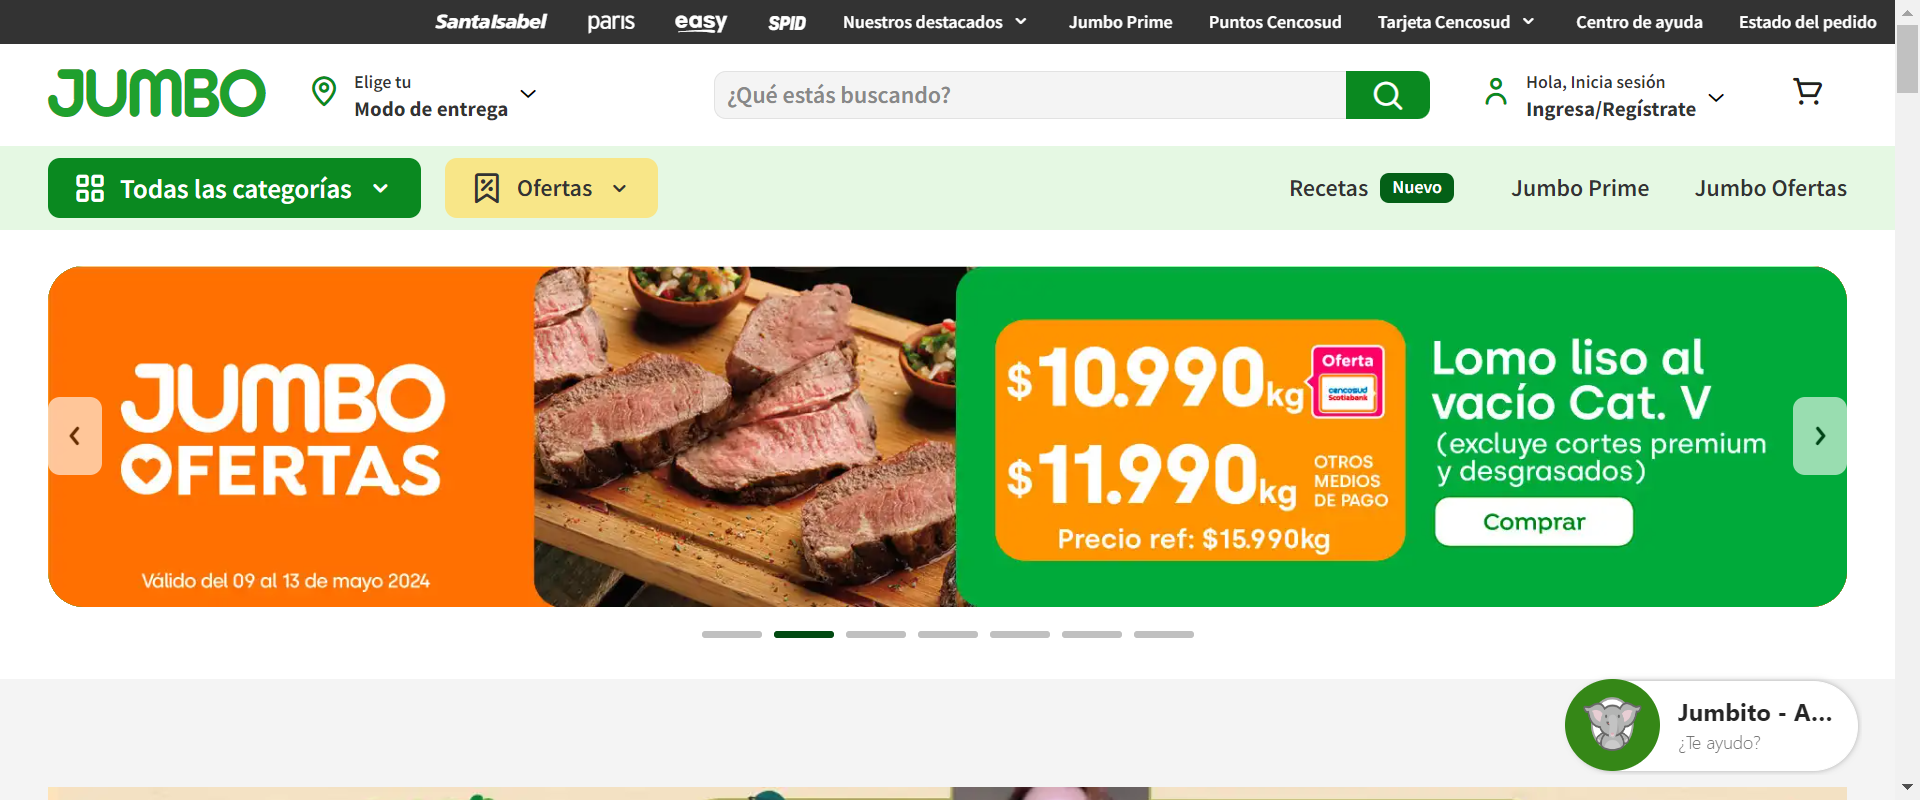 SantaIsabel paris easy SPID Nuestros destacados Jumbo Prime Puntos Cencosud Tarjeta Cencosud Centro de ayuda Estado del pedido
JUMBO
Elige tu
Modo de entrega
¿Qué estás buscando?
Hola, Inicia sesión
Ingresa/Regístrate
Todas las categorías
Ofertas
Recetas Nuevo Jumbo Prime Jumbo Ofertas
JUMBO
OFERTAS
Válido del 09 al 13 de mayo 2024
$10.990kg
Oferta
cencosud
Scotiabank
$11.990kg
OTROS
MEDIOS
DE PAGO
Precio ref: $15.990kg
Lomo liso al
vacío Cat. V
(excluye cortes premium
y desgrasados)
Comprar
Jumbito - A...
¿Te ayudo?